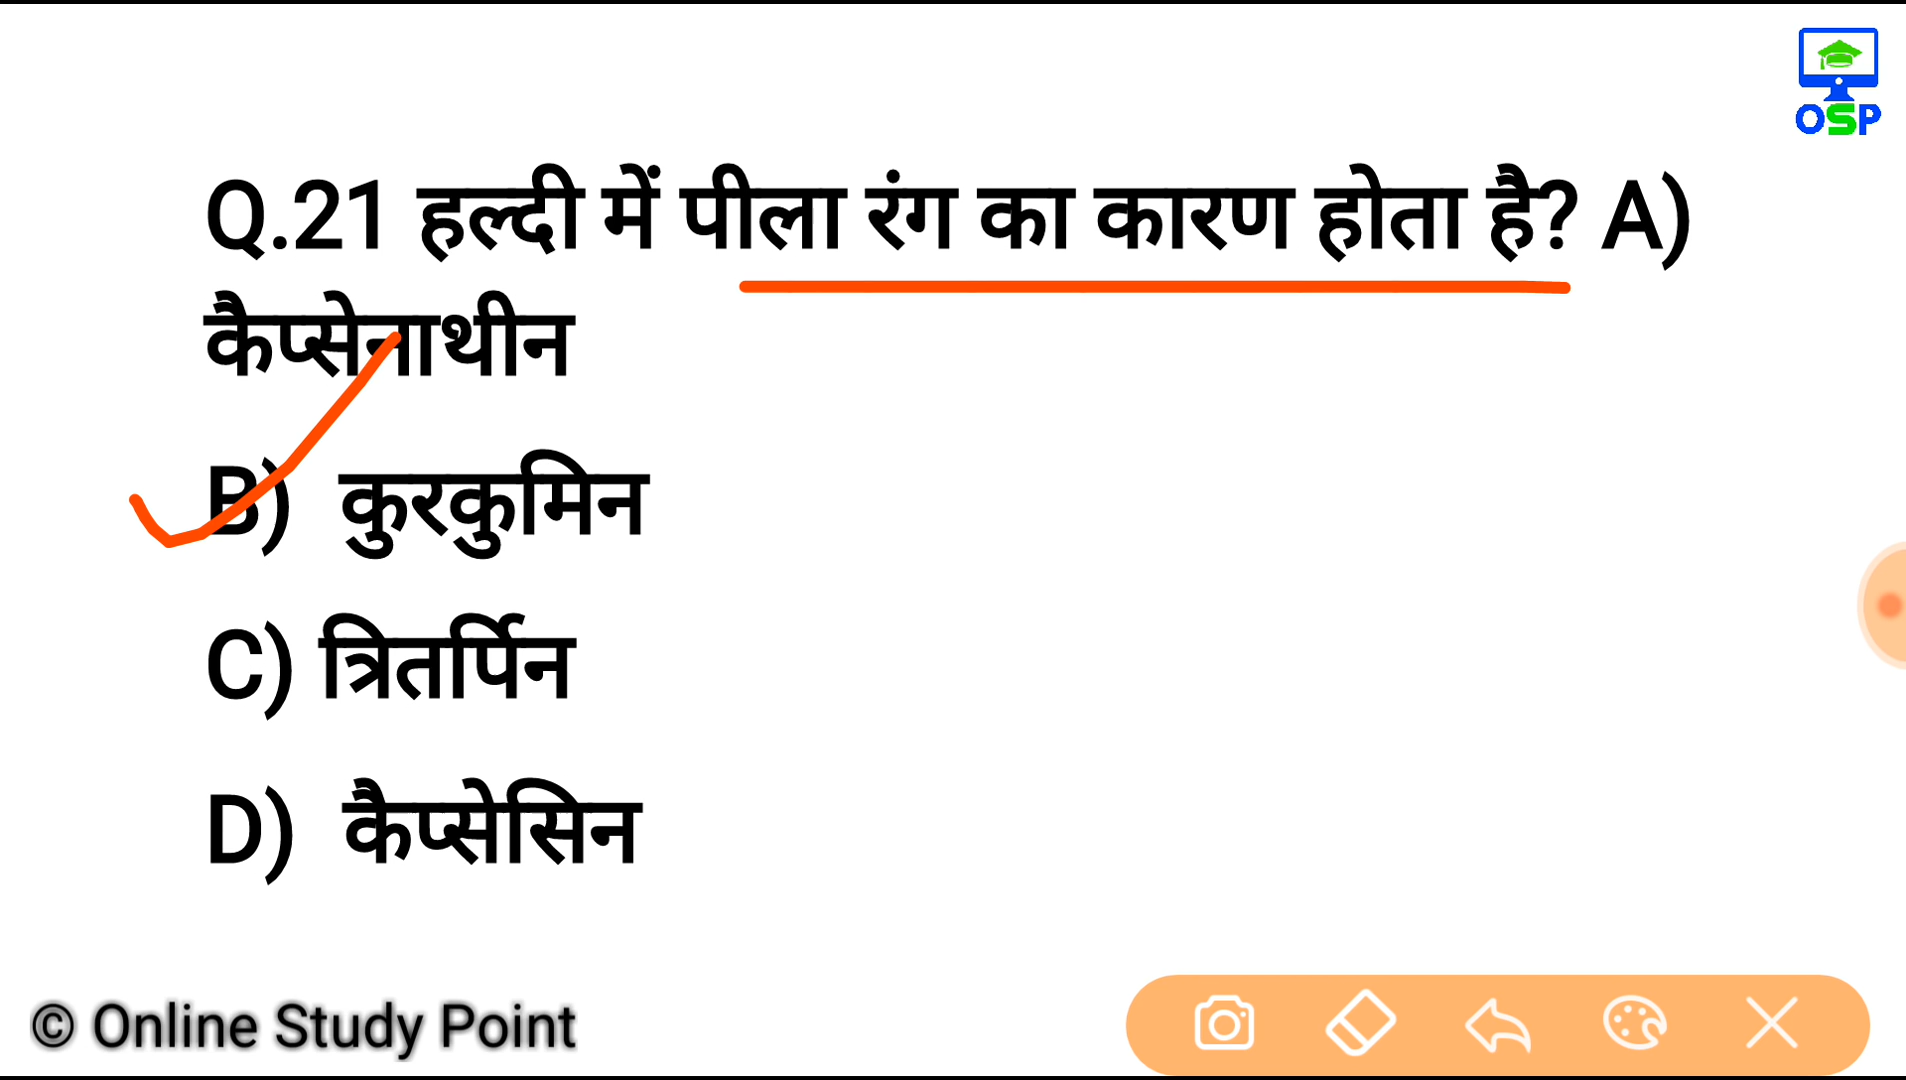 OSP
Q.21 हल्दी में पीला रंग का कारण होता है? A)
कैप्सेनाथीन
B) कुरकुमिन
C) त्रितर्पिन
D) कैप्सेसिन
© Online Study Point